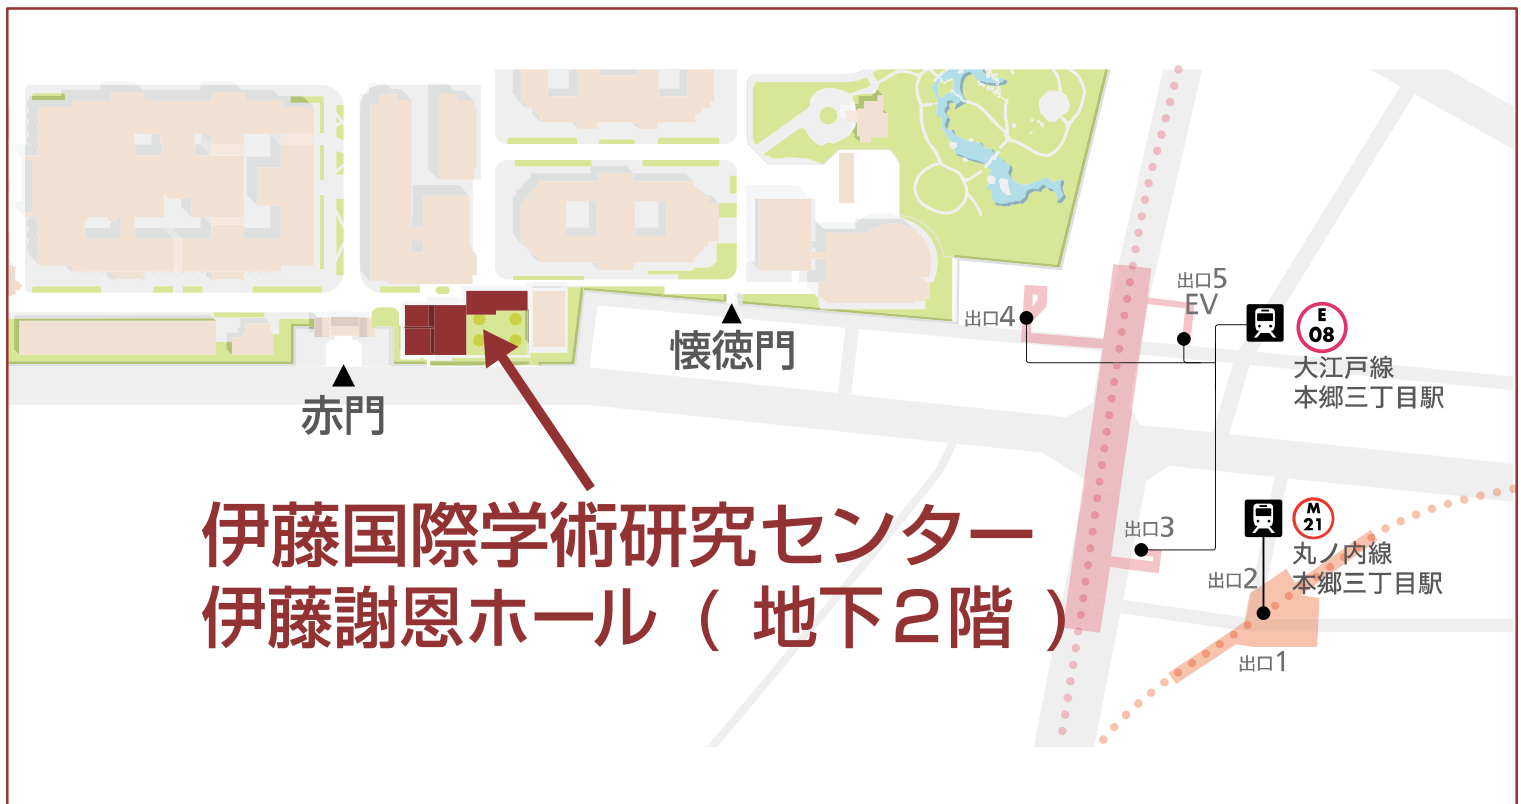 出口5
EV
出口4
E
08
大江戸線
本郷三丁目駅
懐徳門
赤門
伊藤国際学術研究センター
伊藤謝恩ホール（ 地下２階 ）
M
21
丸ノ内線
本郷三丁目駅
出口3
出口2
出口1